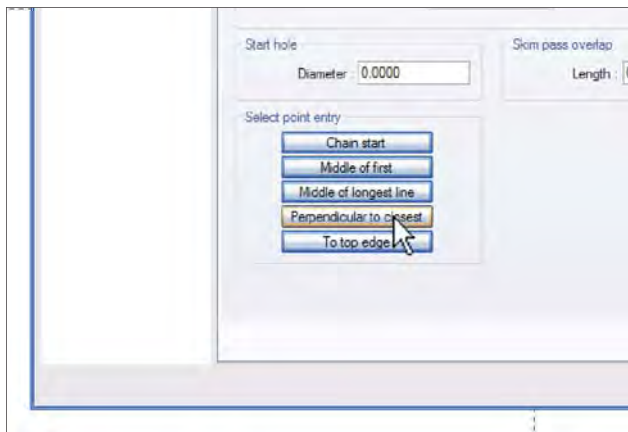 Start hole
Skim pass overlap
Diameter : 0.0000
Length :
Select point entry
Chain start
Middle of first
Middle of longest line
Perpendicular to closest
To top edge